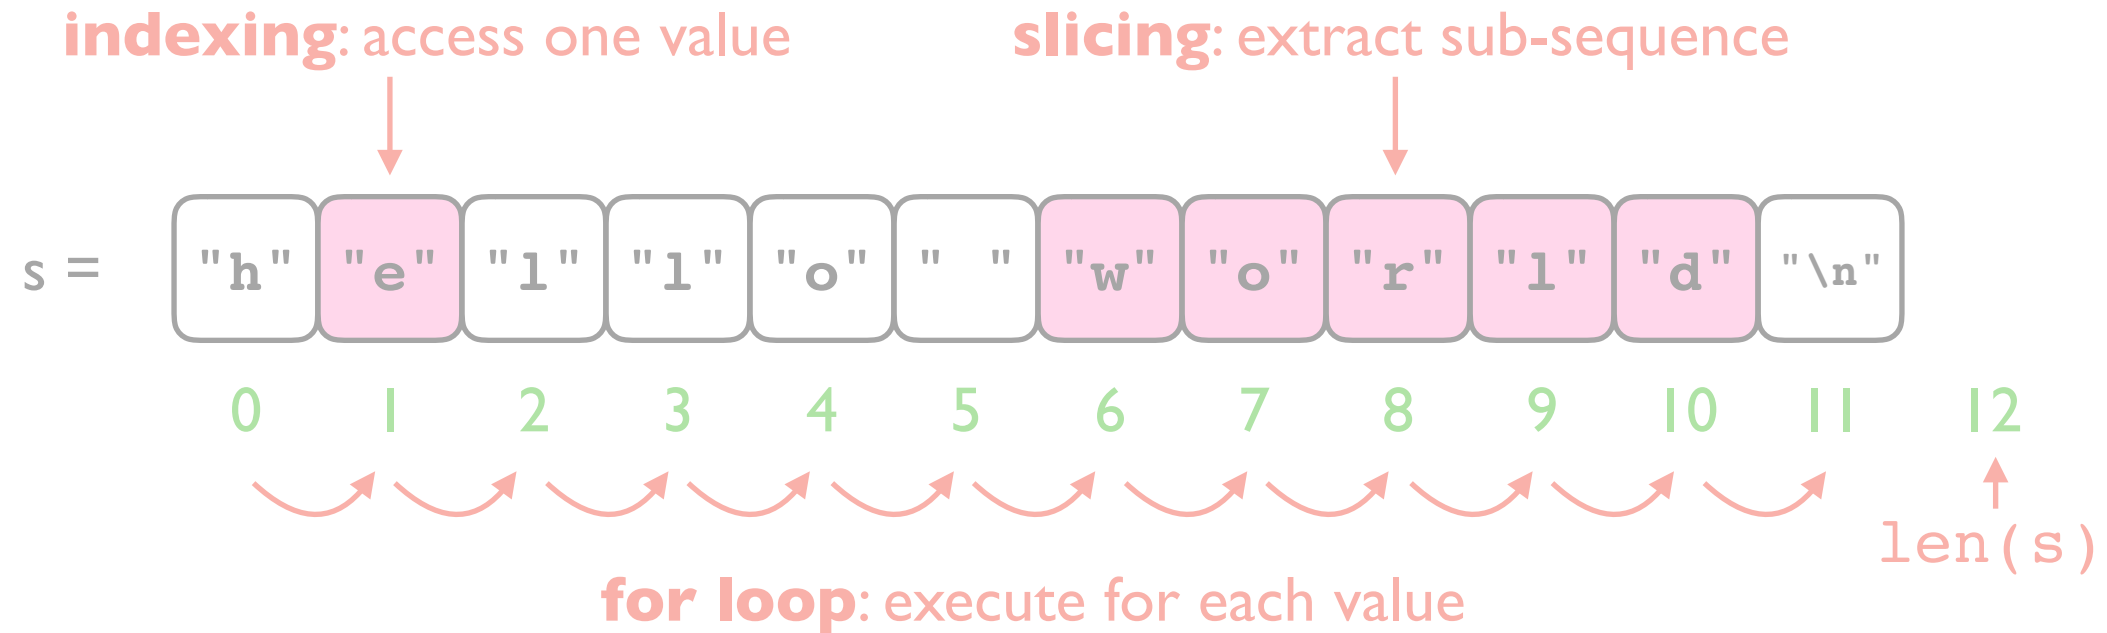 indexing: access one value
slicing: extract sub-sequence
s = "h" "e" "l" "l" "o" " " "w" "o" "r" "l" "d" "\n"
0 1 2 3 4 5 6 7 8 9 10 11 12
len(s)
for loop: execute for each value